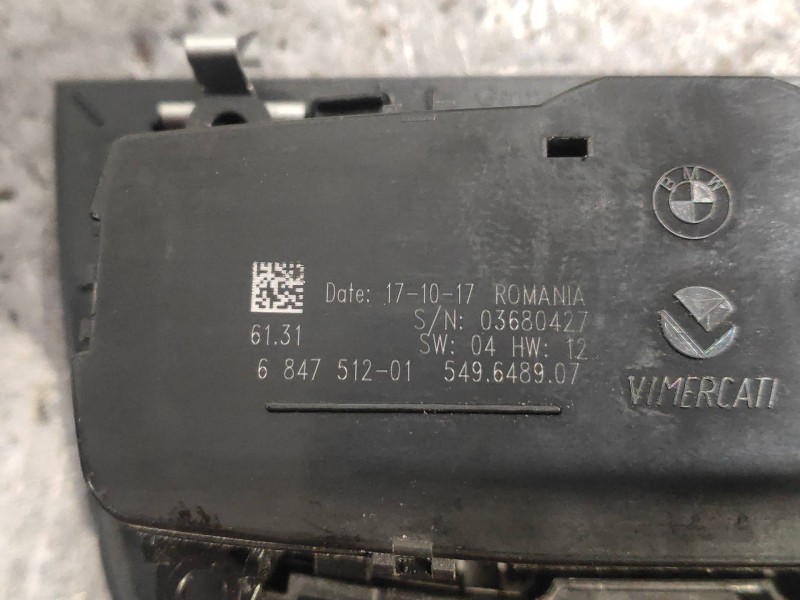 BMW
Date: 17-10-17 ROMANIA
S/N: 03680427
61.31
SW: 04 HW: 12
6 847 512-01 549.6489.07
VIMERCATI